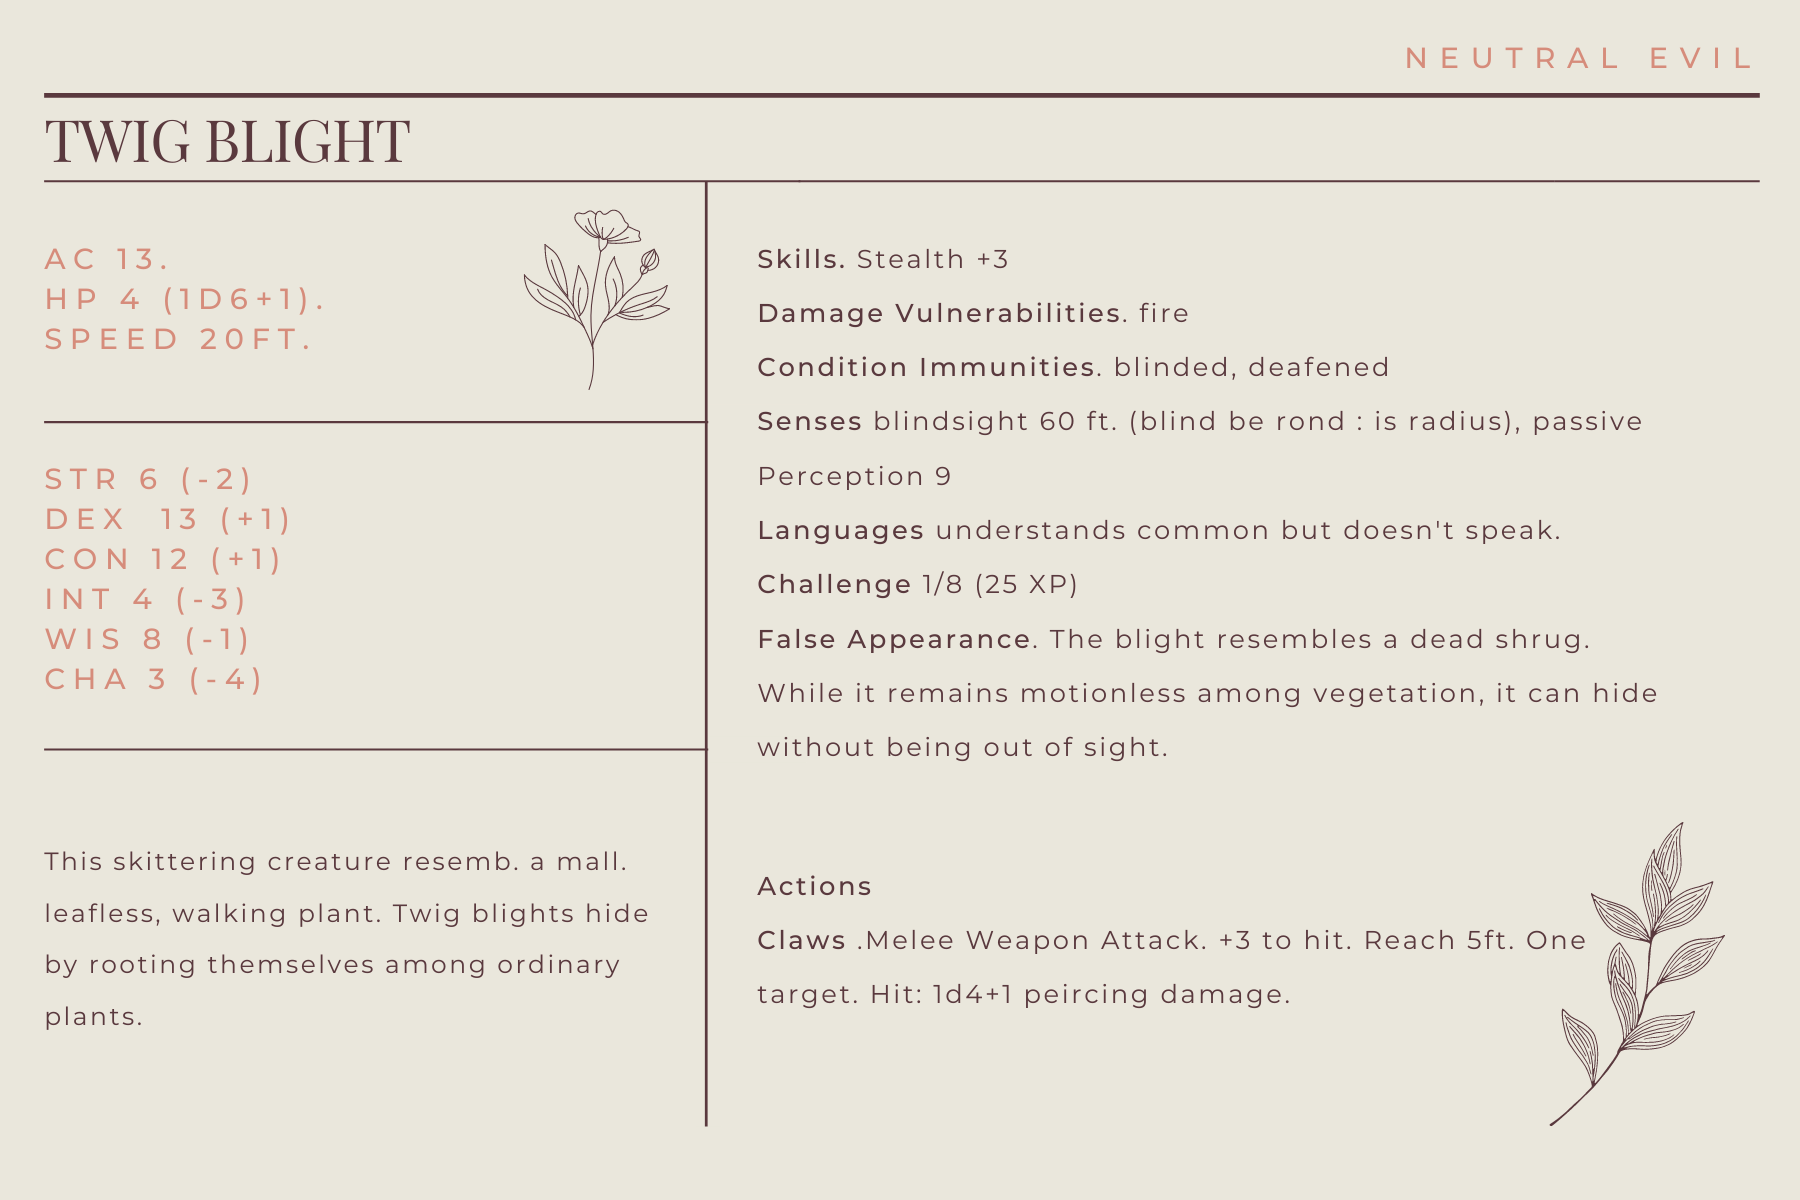 NEUTRAL EVIL
TWIG BLIGHT
AC 13.
HP 4 (1D6+1).
SPEED 20FT.
STR 6 (-2)
DEX 13 (+1)
CON 12 (+1)
INT 4 (-3)
WIS 8 (-1)
CHA 3 (-4)
This skittering creature resemb. a mall.
leafless, walking plant. Twig blights hide
by rooting themselves among ordinary
plants.
Skills. Stealth +3
Damage Vulnerabilities. fire
Condition Immunities. blinded, deafened
Senses blindsight 60 ft. (blind be rond : is radius), passive
Perception 9
Languages understands common but doesn't speak.
Challenge 1/8 (25 XP)
False Appearance. The blight resembles a dead shrug.
While it remains motionless among vegetation, it can hide
without being out of sight.
Actions
Claws .Melee Weapon Attack. +3 to hit. Reach 5ft. One
target. Hit: 1d4+1 peircing damage.